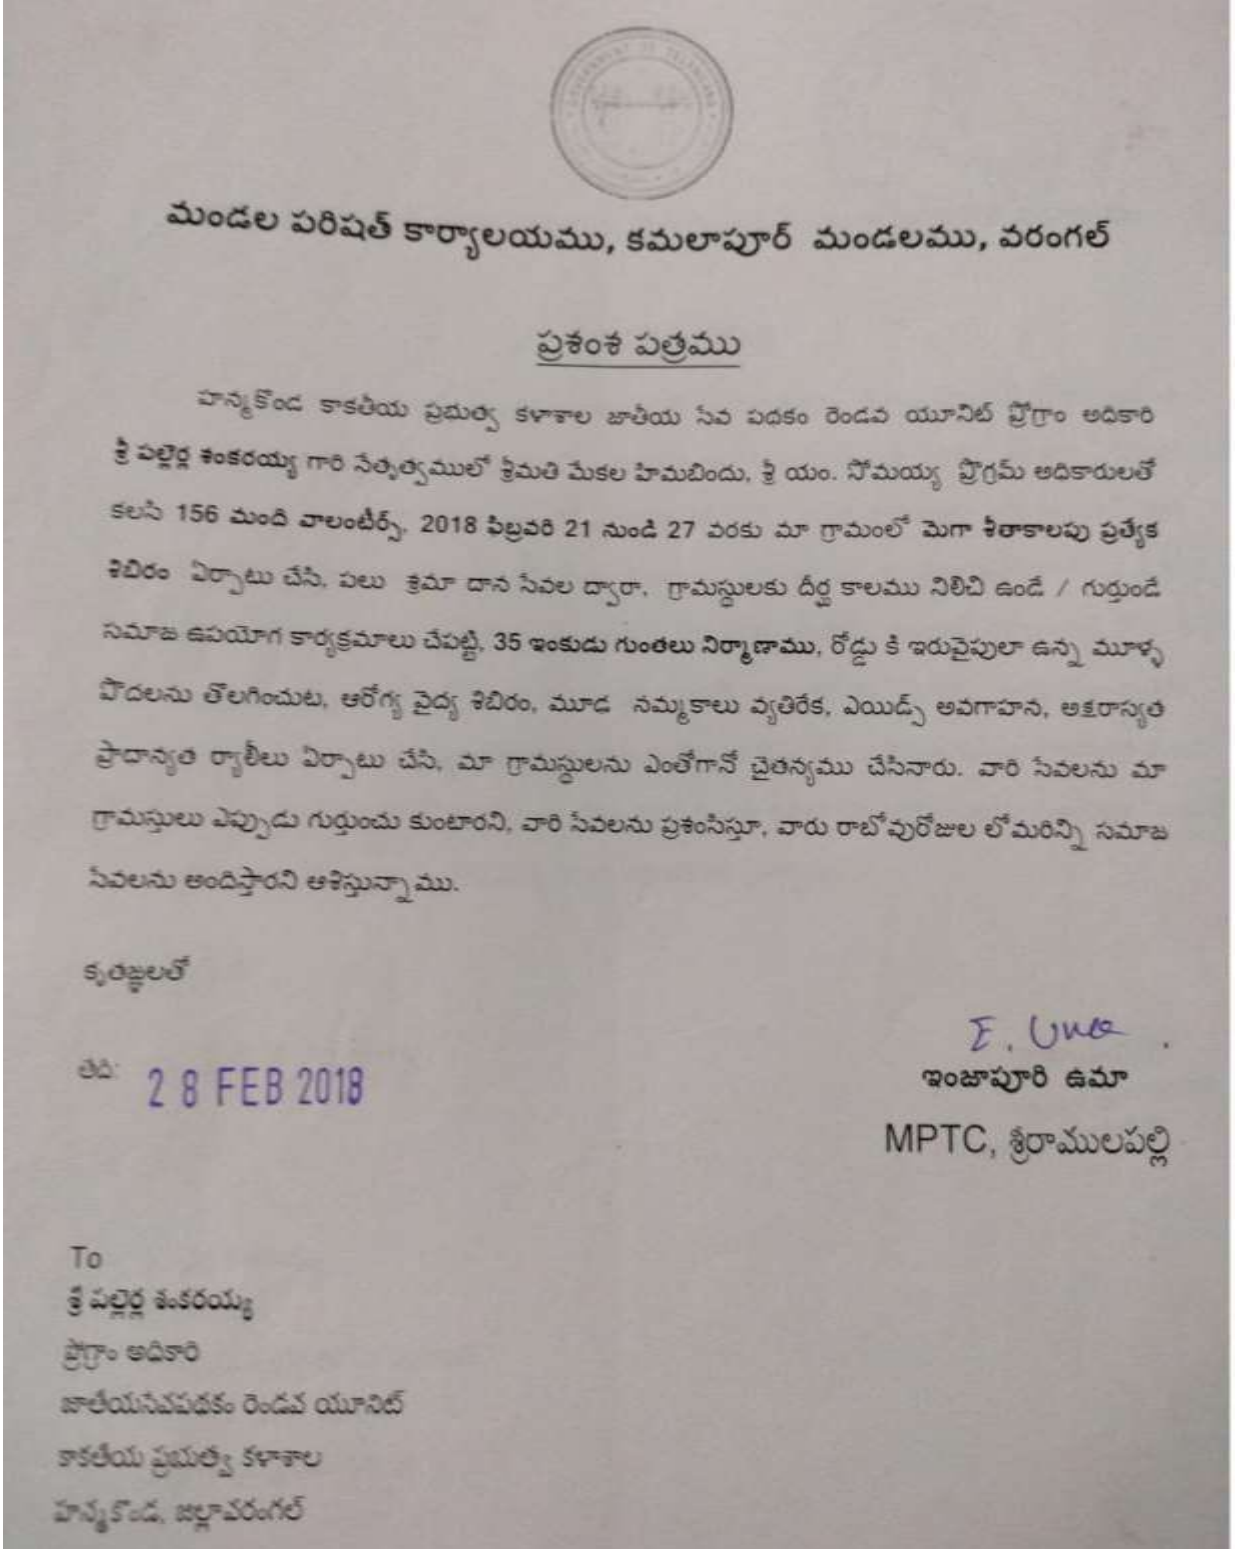 GOVERNMENT OF TELANGANA
మండల పరిషత్ కార్యాలయము, కమలాపూర్ మండలము, వరంగల్
ప్రశంశ పత్రము
హన్మకొండ కాకతీయ ప్రభుత్వ కళాశాల జాతీయ సేవ పథకం రెండవ యూనిట్ ప్రోగ్రాం అధికారి
శ్రీ పల్లెర్ల శంకరయ్య గారి నేతృత్వములో శ్రీమతి మేకల హిమబిందు, శ్రీ యం. సోమయ్య ప్రొగ్రమ్ అధికారులతో
కలసి 156 మంది వాలంటీర్స్, 2018 ఫిబ్రవరి 21 నుండి 27 వరకు మా గ్రామంలో మెగా శీతాకాలపు ప్రత్యేక
శిబిరం ఏర్పాటు చేసి, పలు శ్రమా దాన సేవల ద్వారా, గ్రామస్థులకు దీర్ఘ కాలము నిలిచి ఉండే / గుర్తుండే
సమాజ ఉపయోగ కార్యక్రమాలు చేపట్టి, 35 ఇంకుడు గుంతలు నిర్మాణాము, రోడ్డు కి ఇరువైపులా ఉన్న మూళ్ళ
పొదలను తొలగించుట, ఆరోగ్య వైద్య శిబిరం, మూడ నమ్మకాలు వ్యతిరేక, ఎయిడ్స్ అవగాహన, అక్షరాస్యత
ప్రాదాన్యత ర్యాలీలు ఏర్పాటు చేసి, మా గ్రామస్థులను ఎంతోగానో చైతన్యము చేసినారు. వారి సేవలను మా
గ్రామస్తులు ఎప్పుడు గుర్తుంచు కుంటారని, వారి సేవలను ప్రశంసిస్తూ, వారు రాబోవురోజుల లోమరిన్ని సమాజ
సేవలను అందిస్తారని ఆశిస్తున్నాము.
కృతజ్ఞలతో
తేది: 28 FEB 2018
E. Uma
ఇంజాపూరి ఉమా
MPTC, శ్రీరాములపల్లి
To
శ్రీ పల్లెర్ల శంకరయ్య
ప్రోగ్రాం అధికారి
జాతీయసేవపథకం రెండవ యూనిట్
కాకతీయ ప్రభుత్వ కళాశాల
హన్మకొండ, జిల్లావరంగల్